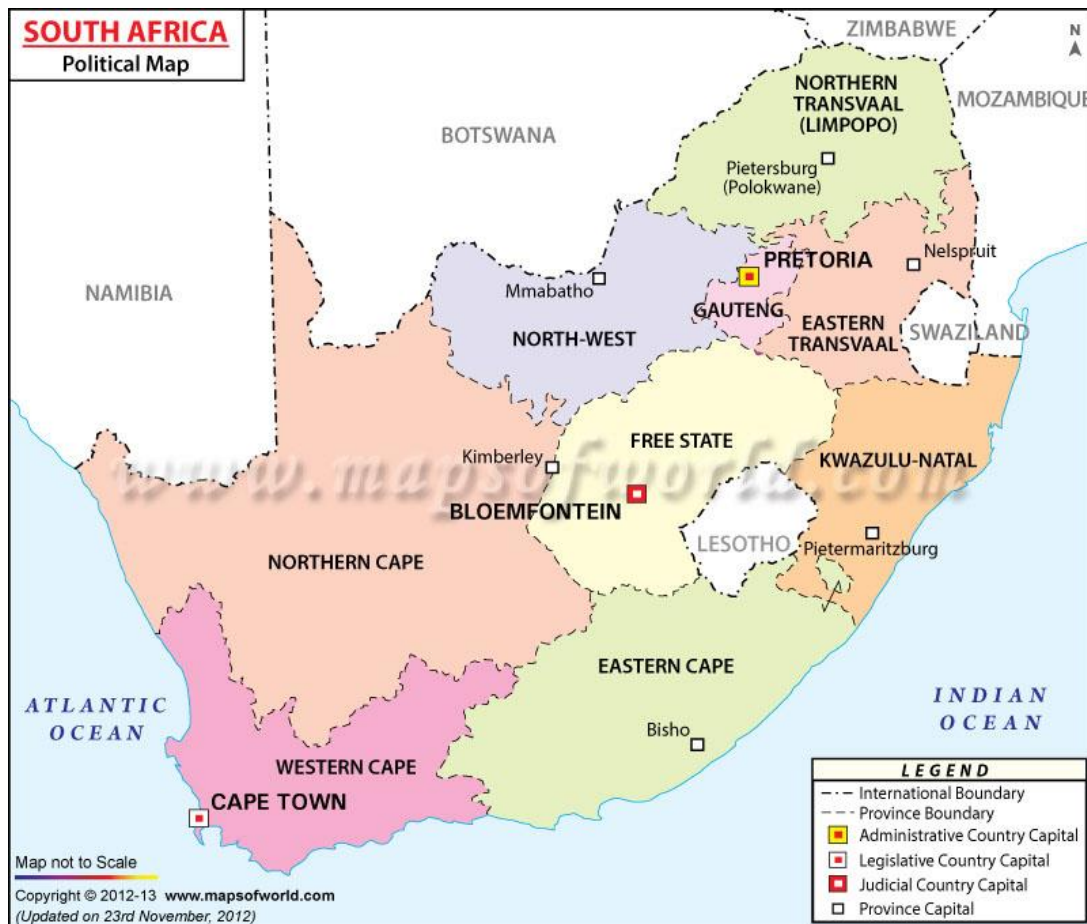 SOUTH AFRICA
Political Map
ZIMBABWE
N
NORTHERN
TRANSVAAL
(LIMPOPO)
MOZAMBIQUE
BOTSWANA
Pietersburg
(Polokwane)
NAMIBIA
Mmabatho
PRETORIA
Nelspruit
GAUTENG
NORTH-WEST
EASTERN
TRANSVAAL
SWAZILAND
FREE STATE
Kimberley
KWAZULU-NATAL
www.mapsofworld.com
BLOEMFONTEIN
LESOTHO
Pietermaritzburg
NORTHERN CAPE
EASTERN CAPE
ATLANTIC
OCEAN
INDIAN
OCEAN
Bisho
WESTERN CAPE
CAPE TOWN
LEGEND
International Boundary
Province Boundary
Administrative Country Capital
Legislative Country Capital
Judicial Country Capital
Province Capital
Map not to Scale
Copyright © 2012-13 www.mapsofworld.com
(Updated on 23rd November, 2012)